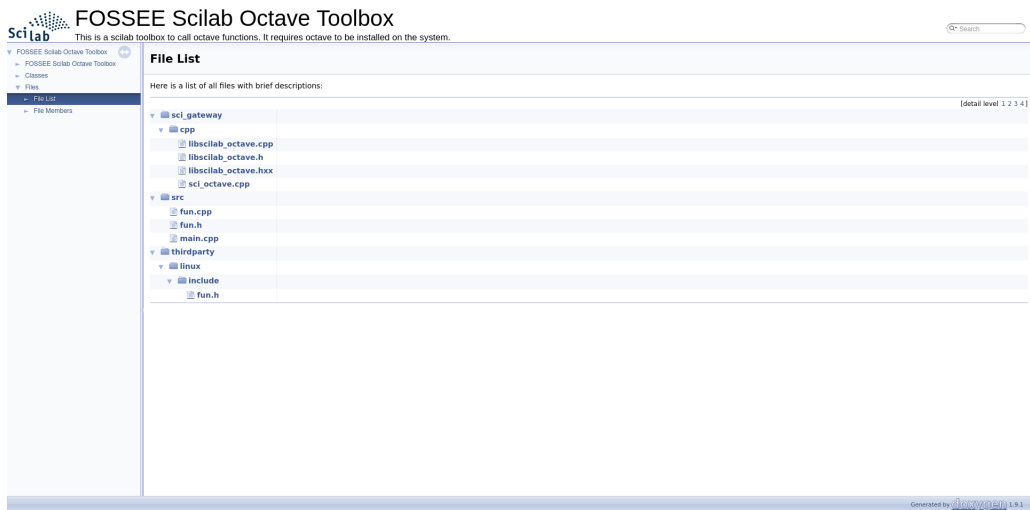 Scilab
FOSSEE Scilab Octave Toolbox
This is a scilab toolbox to call octave functions. It requires octave to be installed on the system.
Search
FOSSEE Scilab Octave Toolbox
FOSSEE Scilab Octave Toolbox
Classes
Files
File List
File Members
File List
Here is a list of all files with brief descriptions:
[detail level 1 2 3 4]
sci_gateway
cpp
libscilab_octave.cpp
libscilab_octave.h
libscilab_octave.hxx
sci_octave.cpp
src
fun.cpp
fun.h
main.cpp
thirdparty
linux
include
fun.h
Generated by doxygen 1.9.1